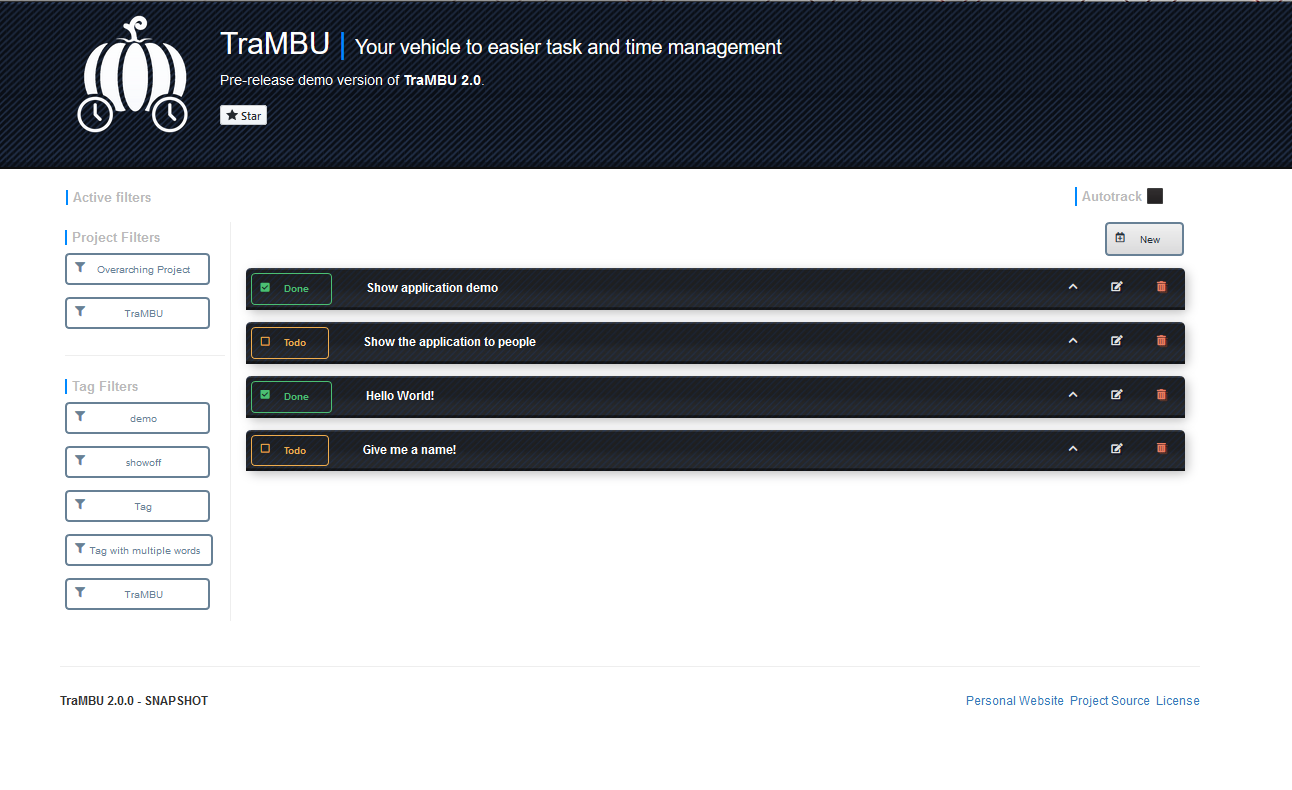 TraMBU | Your vehicle to easier task and time management
Pre-release demo version of TraMBU 2.0.
Star
Active filters
Autotrack
Project Filters
Overarching Project
TraMBU
Tag Filters
demo
showoff
Tag
Tag with multiple words
TraMBU
New
Done Show application demo
Todo Show the application to people
Done Hello World!
Todo Give me a name!
TraMBU 2.0.0 - SNAPSHOT
Personal Website Project Source License